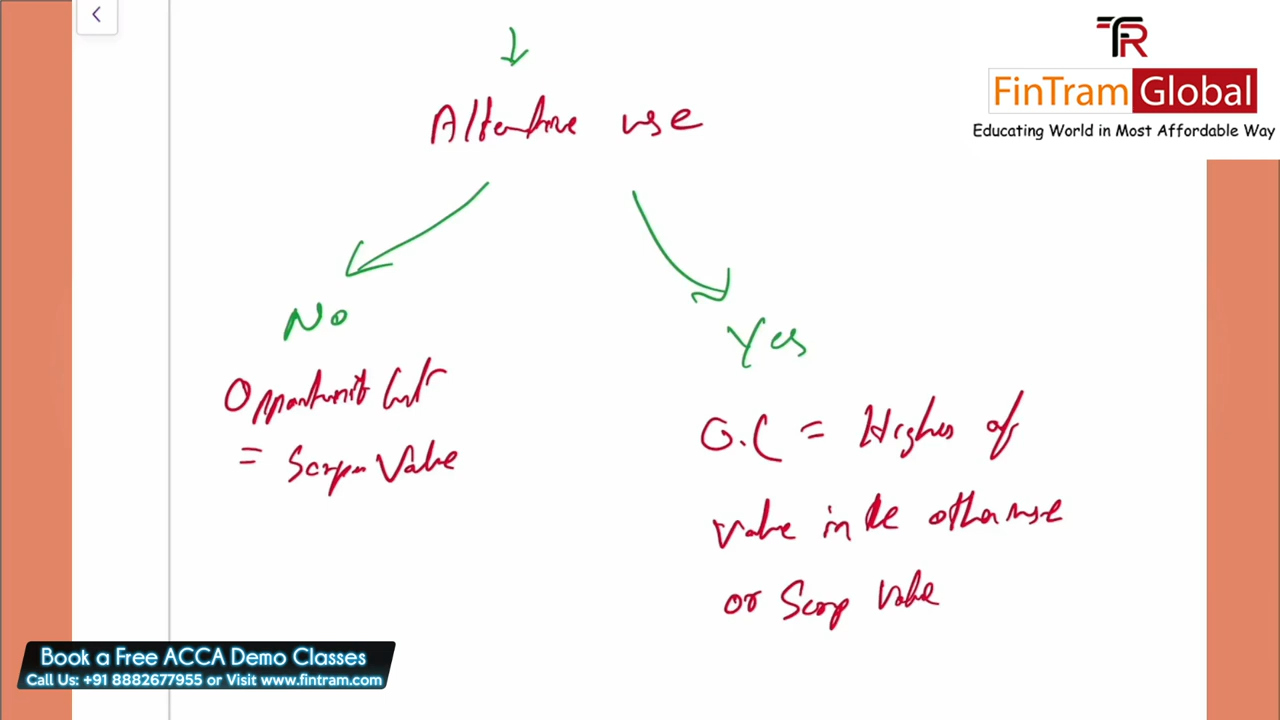 TR
FinTram Global
Educating World in Most Affordable Way
Alternative use
No
Yes
Opportunity Cost
= Scrap Value
O.C = Higher of
value in the other use
or Scrap Value
Book a Free ACCA Demo Classes
Call Us: +91 8882677955 or Visit www.fintram.com